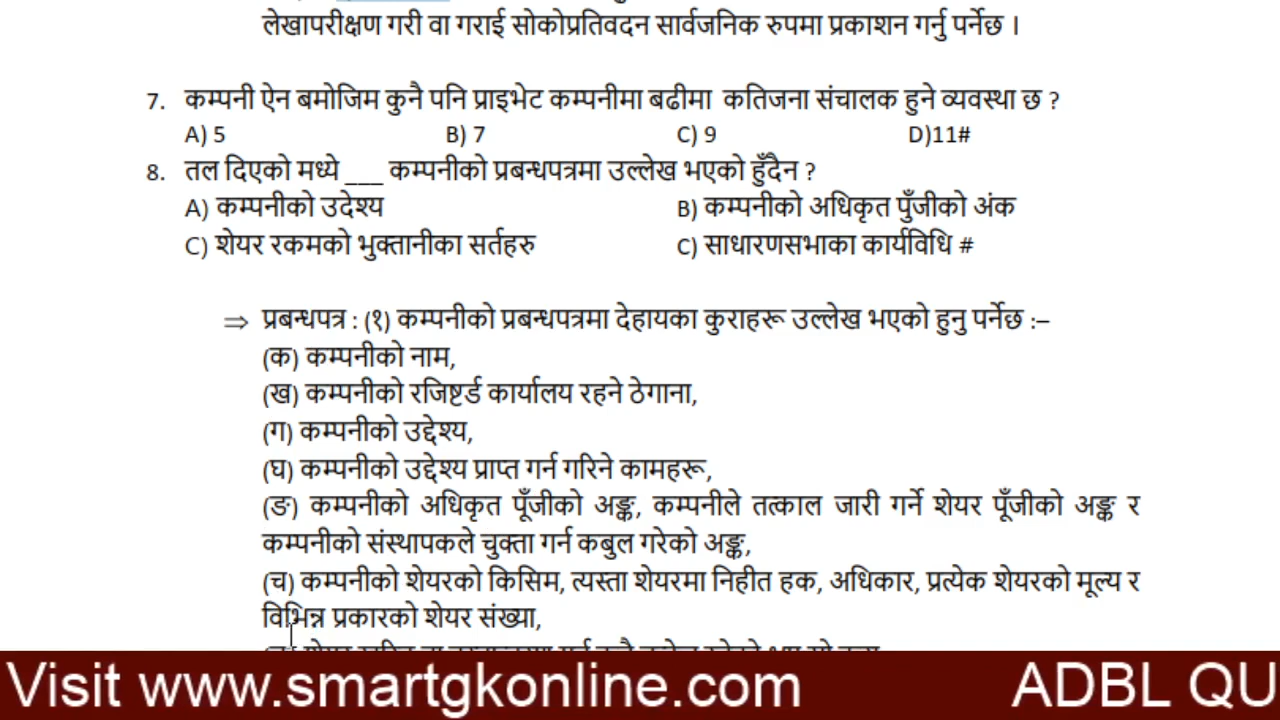 लेखापरीक्षण गरी वा गराई सोकोप्रतिवदन सार्वजनिक रुपमा प्रकाशन गर्नु पर्नेछ ।
7. कम्पनी ऐन बमोजिम कुनै पनि प्राइभेट कम्पनीमा बढीमा कतिजना संचालक हुने व्यवस्था छ ?
A) 5 B) 7 C) 9 D)11#
8. तल दिएको मध्ये ___ कम्पनीको प्रबन्धपत्रमा उल्लेख भएको हुँदैन ?
A) कम्पनीको उदेश्य B) कम्पनीको अधिकृत पुँजीको अंक
C) शेयर रकमको भुक्तानीका सर्तहरु C) साधारणसभाका कार्यविधि #
⇒ प्रबन्धपत्र : (१) कम्पनीको प्रबन्धपत्रमा देहायका कुराहरू उल्लेख भएको हुनु पर्नेछ :–
(क) कम्पनीको नाम,
(ख) कम्पनीको रजिष्टर्ड कार्यालय रहने ठेगाना,
(ग) कम्पनीको उद्देश्य,
(घ) कम्पनीको उद्देश्य प्राप्त गर्न गरिने कामहरू,
(ङ) कम्पनीको अधिकृत पूँजीको अङ्क, कम्पनीले तत्काल जारी गर्ने शेयर पूँजीको अङ्क र
कम्पनीको संस्थापकले चुक्ता गर्न कबुल गरेको अङ्क,
(च) कम्पनीको शेयरको किसिम, त्यस्ता शेयरमा निहीत हक, अधिकार, प्रत्येक शेयरको मूल्य र
विभिन्न प्रकारको शेयर संख्या,
Visit www.smartgkonline.com ADBL QU